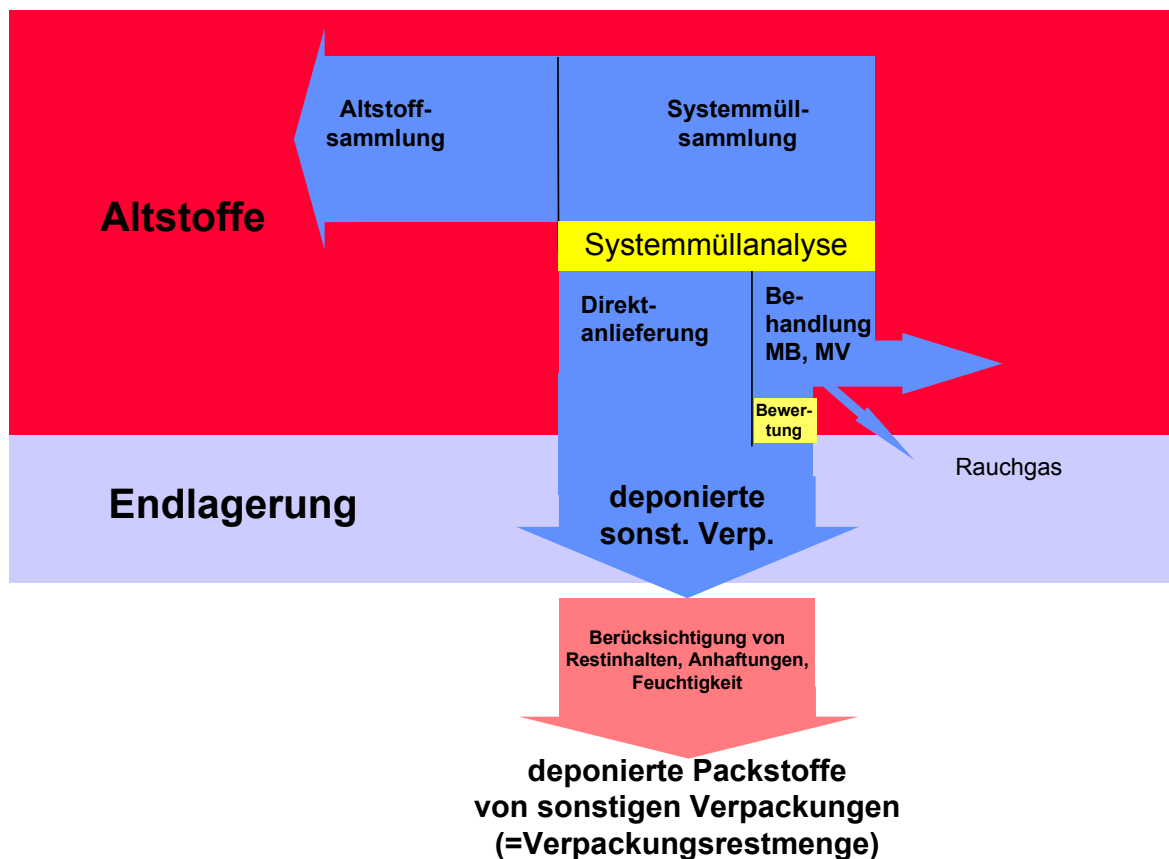 Altstoff-
sammlung
Systemmüll-
sammlung
Altstoffe
Systemmüllanalyse
Direkt-
anlieferung
Be-
handlung
MB, MV
Bewer-
tung
Rauchgas
Endlagerung
deponierte
sonst. Verp.
Berücksichtigung von
Restinhalten, Anhaftungen,
Feuchtigkeit
deponierte Packstoffe
von sonstigen Verpackungen
(=Verpackungsrestmenge)